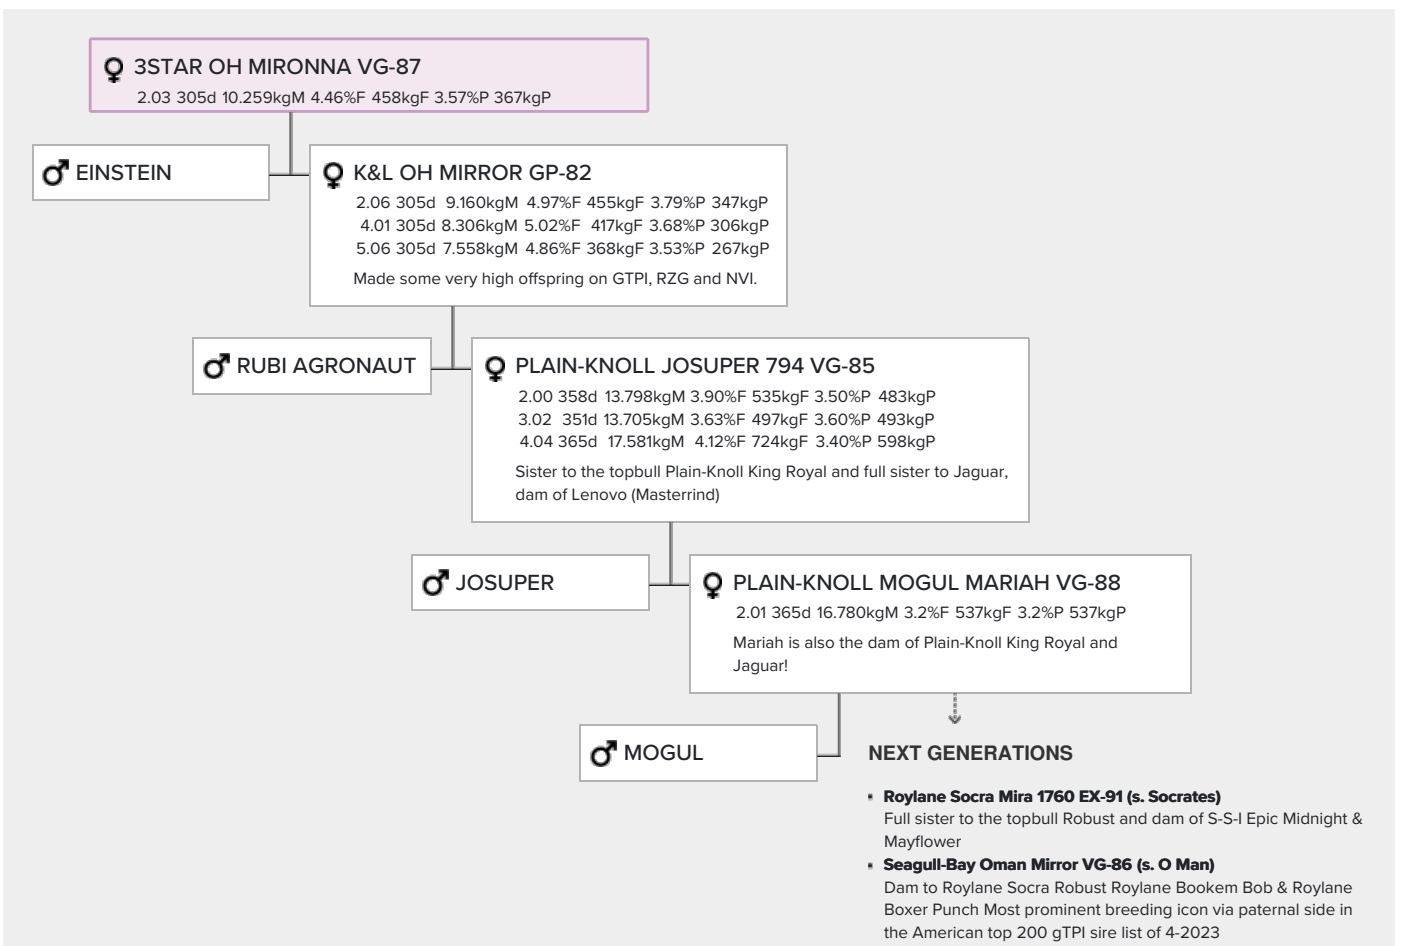 3STAR OH MIRONNA VG-87
2.03 305d 10.259kgM 4.46%F 458kgF 3.57%P 367kgP
EINSTEIN
K&L OH MIRROR GP-82
2.06 305d 9.160kgM 4.97%F 455kgF 3.79%P 347kgP
4.01 305d 8.306kgM 5.02%F 417kgF 3.68%P 306kgP
5.06 305d 7.558kgM 4.86%F 368kgF 3.53%P 267kgP
Made some very high offspring on GTPI, RZG and NVI.
RUBI AGRONAUT
PLAIN-KNOLL JOSUPER 794 VG-85
2.00 358d 13.798kgM 3.90%F 535kgF 3.50%P 483kgP
3.02 351d 13.705kgM 3.63%F 497kgF 3.60%P 493kgP
4.04 365d 17.581kgM 4.12%F 724kgF 3.40%P 598kgP
Sister to the topbull Plain-Knoll King Royal and full sister to Jaguar,
dam of Lenovo (Masterrind)
JOSUPER
PLAIN-KNOLL MOGUL MARIAH VG-88
2.01 365d 16.780kgM 3.2%F 537kgF 3.2%P 537kgP
Mariah is also the dam of Plain-Knoll King Royal and
Jaguar!
MOGUL
NEXT GENERATIONS
▪ Roylane Socra Mira 1760 EX-91 (s. Socrates)
Full sister to the topbull Robust and dam of S-S-I Epic Midnight &
Mayflower
▪ Seagull-Bay Oman Mirror VG-86 (s. O Man)
Dam to Roylane Socra Robust Roylane Bookem Bob & Roylane
Boxer Punch Most prominent breeding icon via paternal side in
the American top 200 gTPI sire list of 4-2023